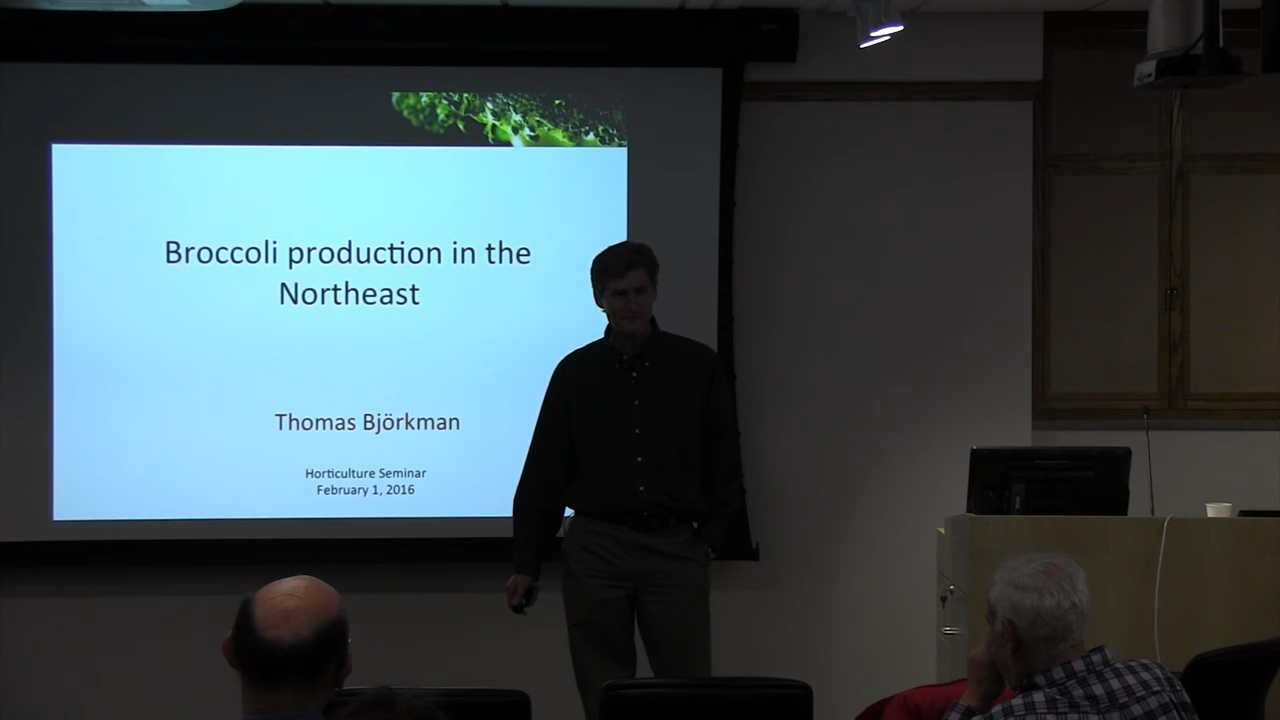 Broccoli production in the
Northeast
Thomas Björkman
Horticulture Seminar
February 1, 2016